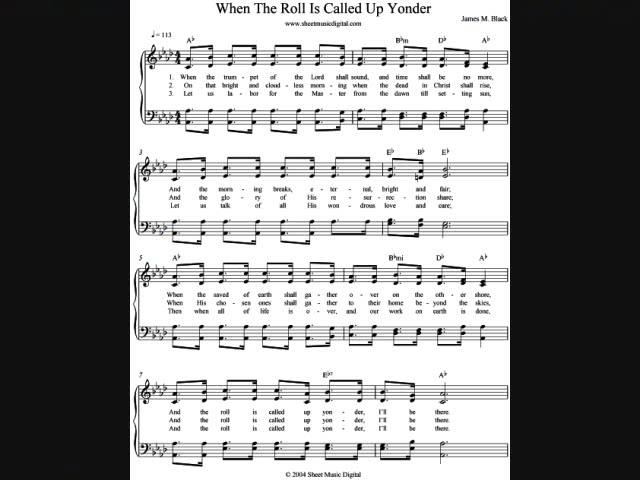 When The Roll Is Called Up Yonder
www.sheetmusicdigital.com
James M. Black
♩ = 113
A♭ B♭m D♭ A♭
1. When the trum- pet of the Lord shall sound, and time shall be no more,
2. On that bright and cloud- less morn- ing when the dead in Christ shall rise,
3. Let us la- bor for the Mas- ter from the dawn till set- ting sun,
3
E♭ B♭ E♭
And the morn- ing breaks, e- ter- nal, bright and fair;
And the glo- ry of His re- sur- rec- tion share;
Let us talk of all His won- drous love and care;
5
A♭ B♭mi D♭ A♭
When the saved of earth shall ga- ther o- ver on the oth- er shore,
When His chos- en ones shall ga- ther to their home be- yond the skies,
Then when all of life is o- ver, and our work on earth is done,
7
E♭7 A♭
And the roll is called up yon- der, I'll be there.
And the roll is called up yon- der, I'll be there.
And the roll is called up yon- der, I'll be there.
© 2004 Sheet Music Digital